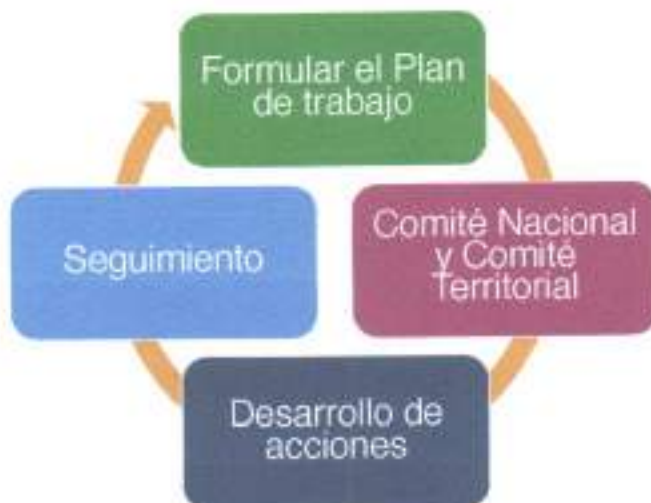 Formular el Plan
de trabajo
Comité Nacional
y Comité
Territorial
Desarrollo de
acciones
Seguimiento